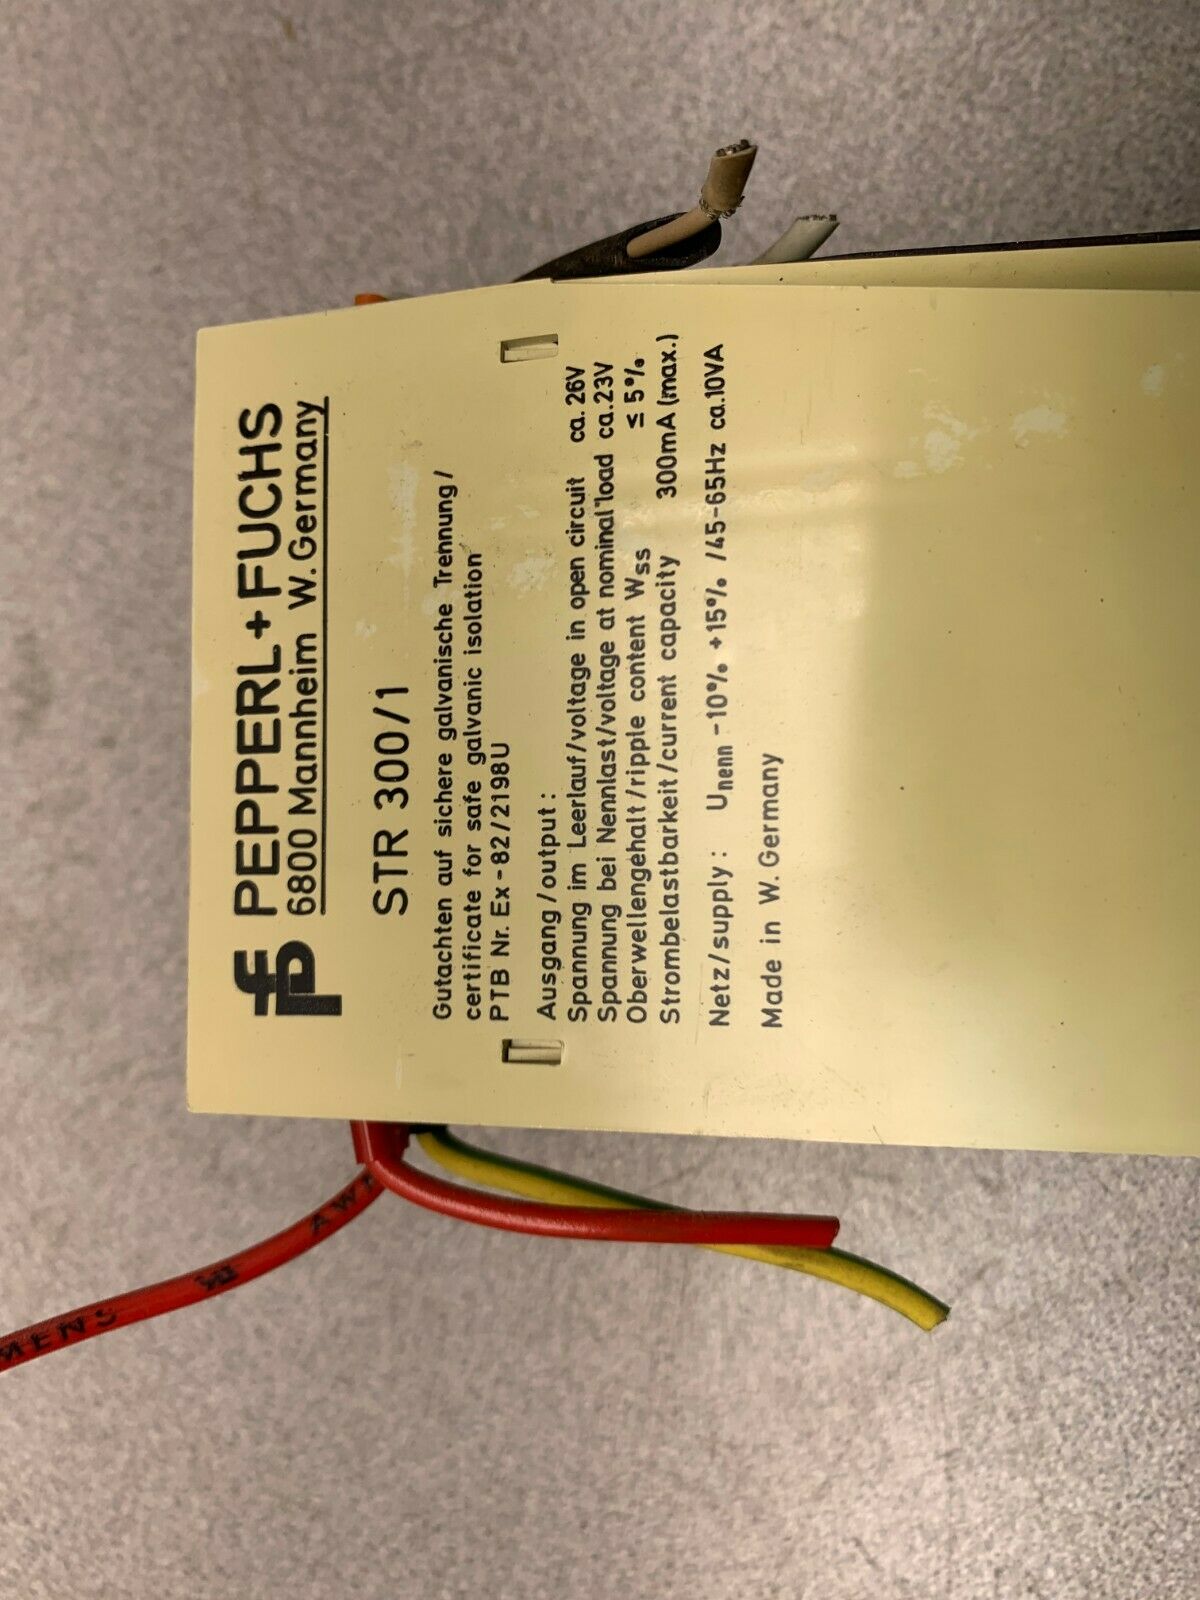 PEPPERL+FUCHS
6800 Mannheim W. Germany
STR 300/1
Gutachten auf sichere galvanische Trennung/
certificate for safe galvanic isolation
PTB Nr. Ex-82/2198U
Ausgang/output:
Spannung im Leerlauf/voltage in open circuit ca. 26V
Spannung bei Nennlast/voltage at nominal load ca. 23V
Oberwellengehalt/ripple content Wss ≤ 5%
Strombelastbarkeit/current capacity 300mA (max.)
Netz/supply: Unenn -10% +15% /45-65Hz ca.10VA
Made in W. Germany
MENS AW